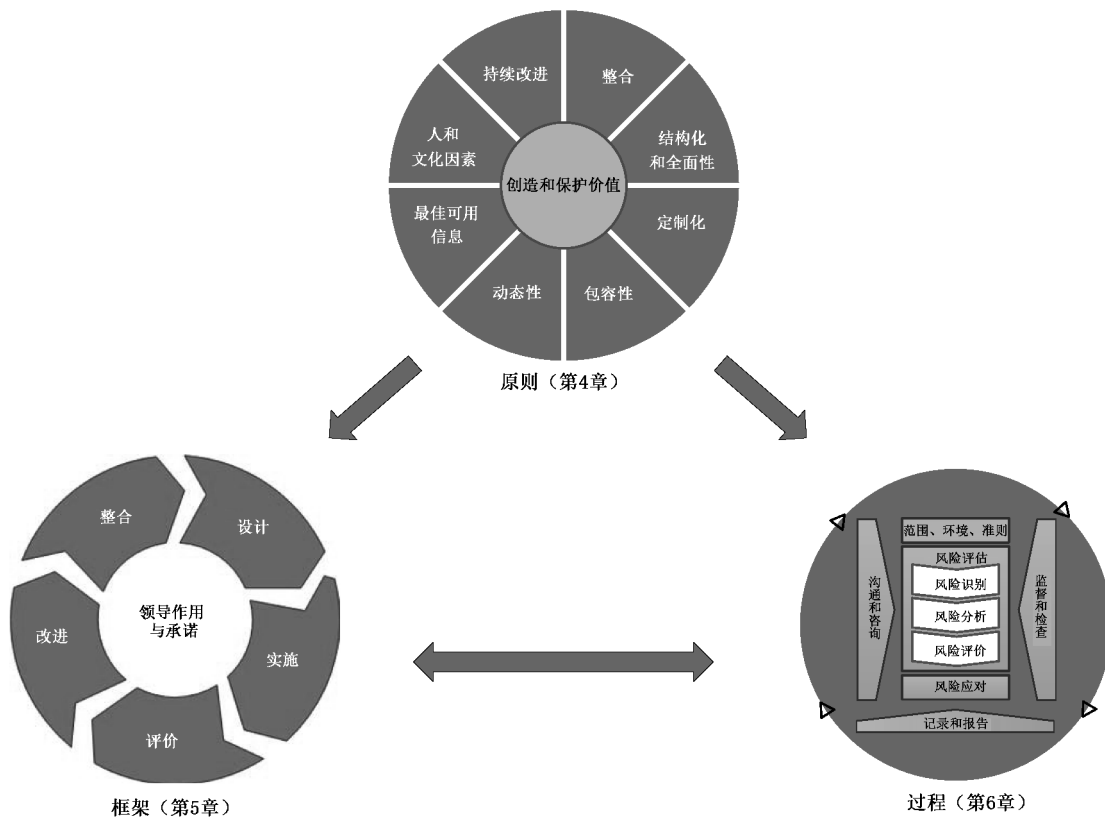 持续改进
整合
人和
文化因素
结构化
和全面性
创造和保护价值
最佳可用
信息
定制化
动态性
包容性
原则（第4章）
整合
设计
改进
领导作用
与承诺
实施
评价
框架（第5章）
范围、环境、准则
风险评估
沟通和咨询
风险识别
风险分析
风险评价
监督和检查
风险应对
记录和报告
过程（第6章）